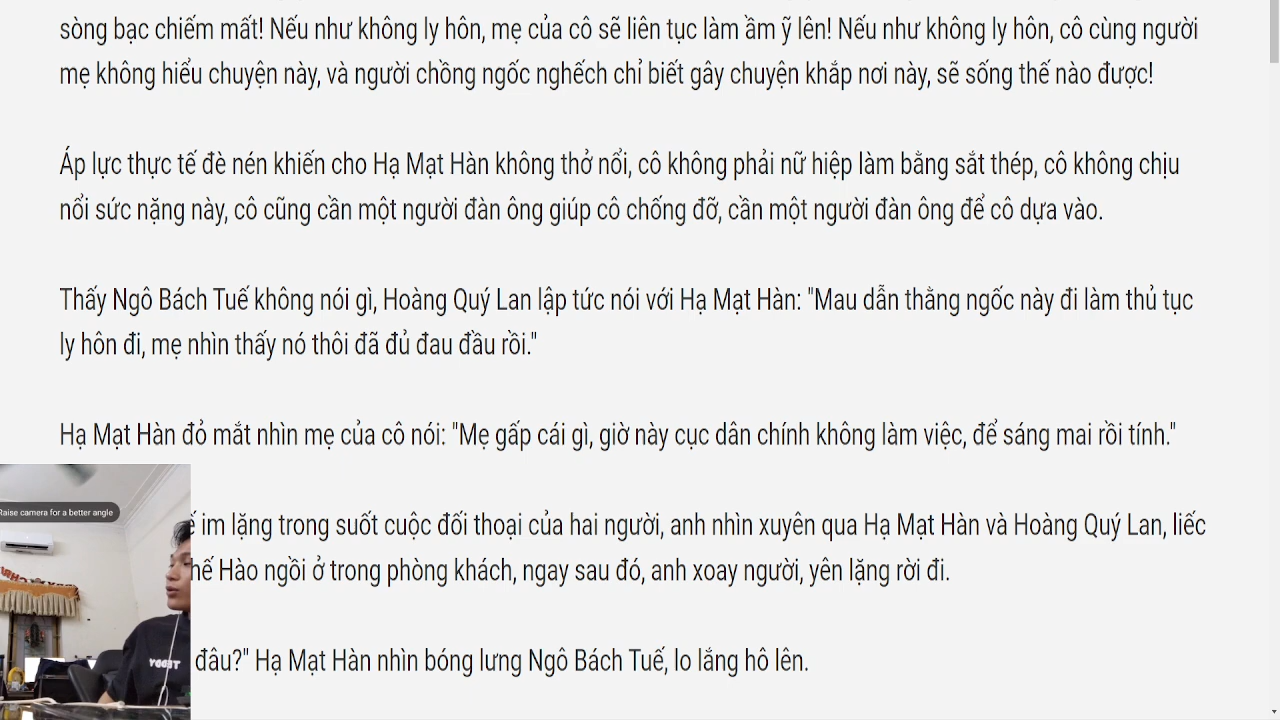 sòng bạc chiếm mất! Nếu như không ly hôn, mẹ của cô sẽ liên tục làm ầm ỹ lên! Nếu như không ly hôn, cô cùng người
mẹ không hiểu chuyện này, và người chồng ngốc nghếch chỉ biết gây chuyện khắp nơi này, sẽ sống thế nào được!
Áp lực thực tế đè nén khiến cho Hạ Mạt Hàn không thở nổi, cô không phải nữ hiệp làm bằng sắt thép, cô không chịu
nổi sức nặng này, cô cũng cần một người đàn ông giúp cô chống đỡ, cần một người đàn ông để cô dựa vào.
Thấy Ngô Bách Tuế không nói gì, Hoàng Quý Lan lập tức nói với Hạ Mạt Hàn: "Mau dẫn thằng ngốc này đi làm thủ tục
ly hôn đi, mẹ nhìn thấy nó thôi đã đủ đau đầu rồi."
Hạ Mạt Hàn đỏ mắt nhìn mẹ của cô nói: "Mẹ gấp cái gì, giờ này cục dân chính không làm việc, để sáng mai rồi tính."
Raise camera for a better angle
im lặng trong suốt cuộc đối thoại của hai người, anh nhìn xuyên qua Hạ Mạt Hàn và Hoàng Quý Lan, liếc
Hào ngồi ở trong phòng khách, ngay sau đó, anh xoay người, yên lặng rời đi.
đâu?" Hạ Mạt Hàn nhìn bóng lưng Ngô Bách Tuế, lo lắng hô lên.
TEDDY